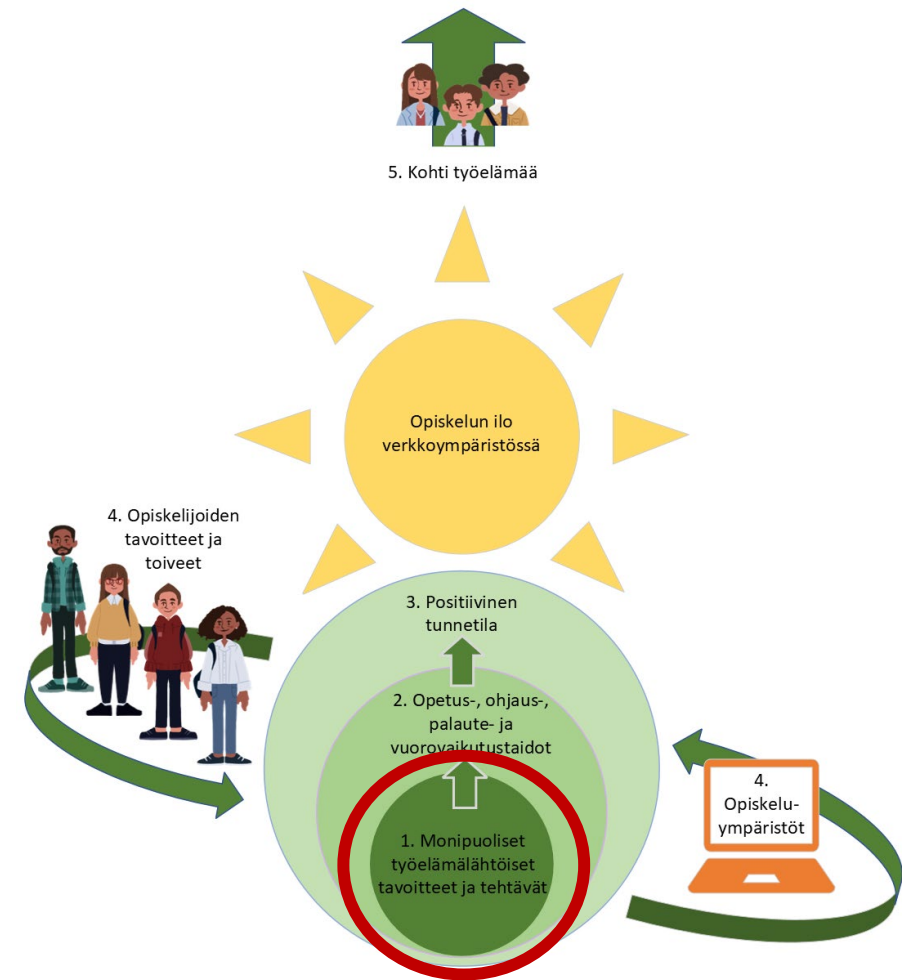 5. Kohti työelämää
Opiskelun ilo
verkkoympäristössä
4. Opiskelijoiden
tavoitteet ja
toiveet
3. Positiivinen
tunnetila
2. Opetus-, ohjaus-,
palaute- ja
vuorovaikutustaidot
4.
Opiskelu-
ympäristöt
1. Monipuoliset
työelämälähtöiset
tavoitteet ja tehtävät